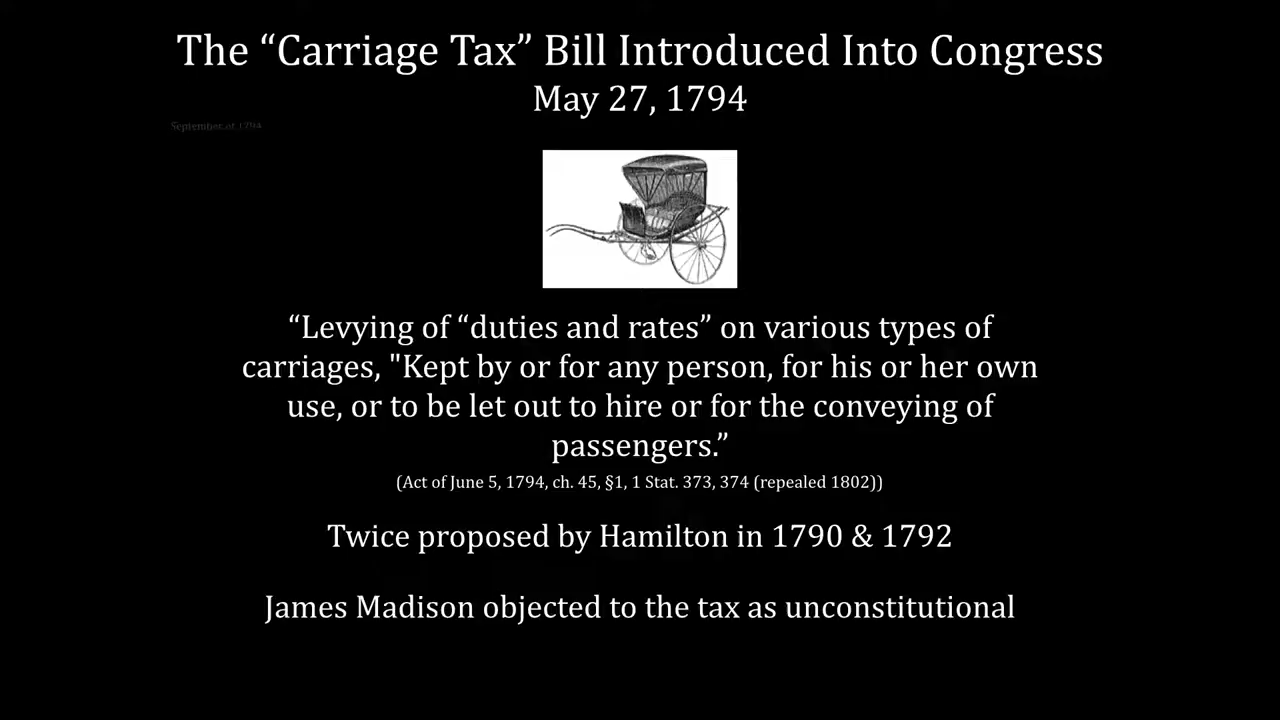 The “Carriage Tax” Bill Introduced Into Congress
May 27, 1794
September of 1794
“Levying of “duties and rates” on various types of
carriages, "Kept by or for any person, for his or her own
use, or to be let out to hire or for the conveying of
passengers.”
(Act of June 5, 1794, ch. 45, §1, 1 Stat. 373, 374 (repealed 1802))
Twice proposed by Hamilton in 1790 & 1792
James Madison objected to the tax as unconstitutional